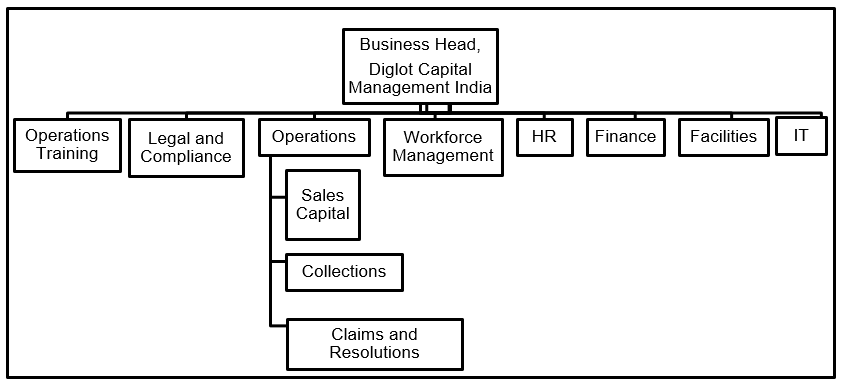 Business Head,
Diglot Capital
Management India
Operations
Training
Legal and
Compliance
Operations
Workforce
Management
HR
Finance
Facilities
IT
Sales
Capital
Collections
Claims and
Resolutions